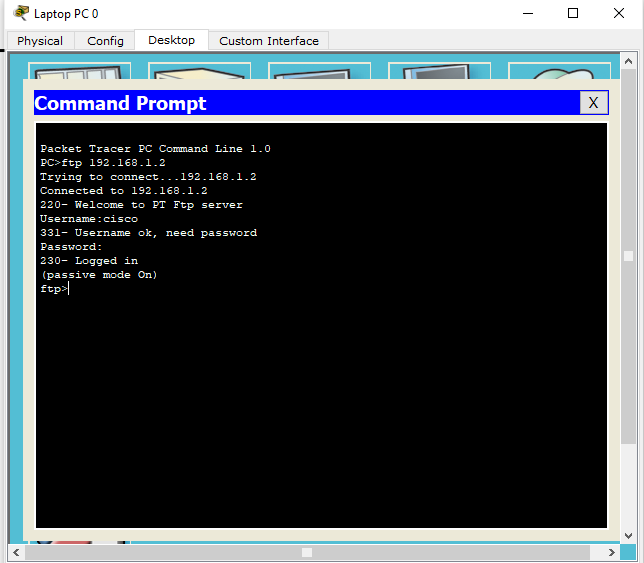 Laptop PC 0
Physical Config Desktop Custom Interface
Command Prompt X
Packet Tracer PC Command Line 1.0
PC>ftp 192.168.1.2
Trying to connect...192.168.1.2
Connected to 192.168.1.2
220- Welcome to PT Ftp server
Username:cisco
331- Username ok, need password
Password:
230- Logged in
(passive mode On)
ftp>